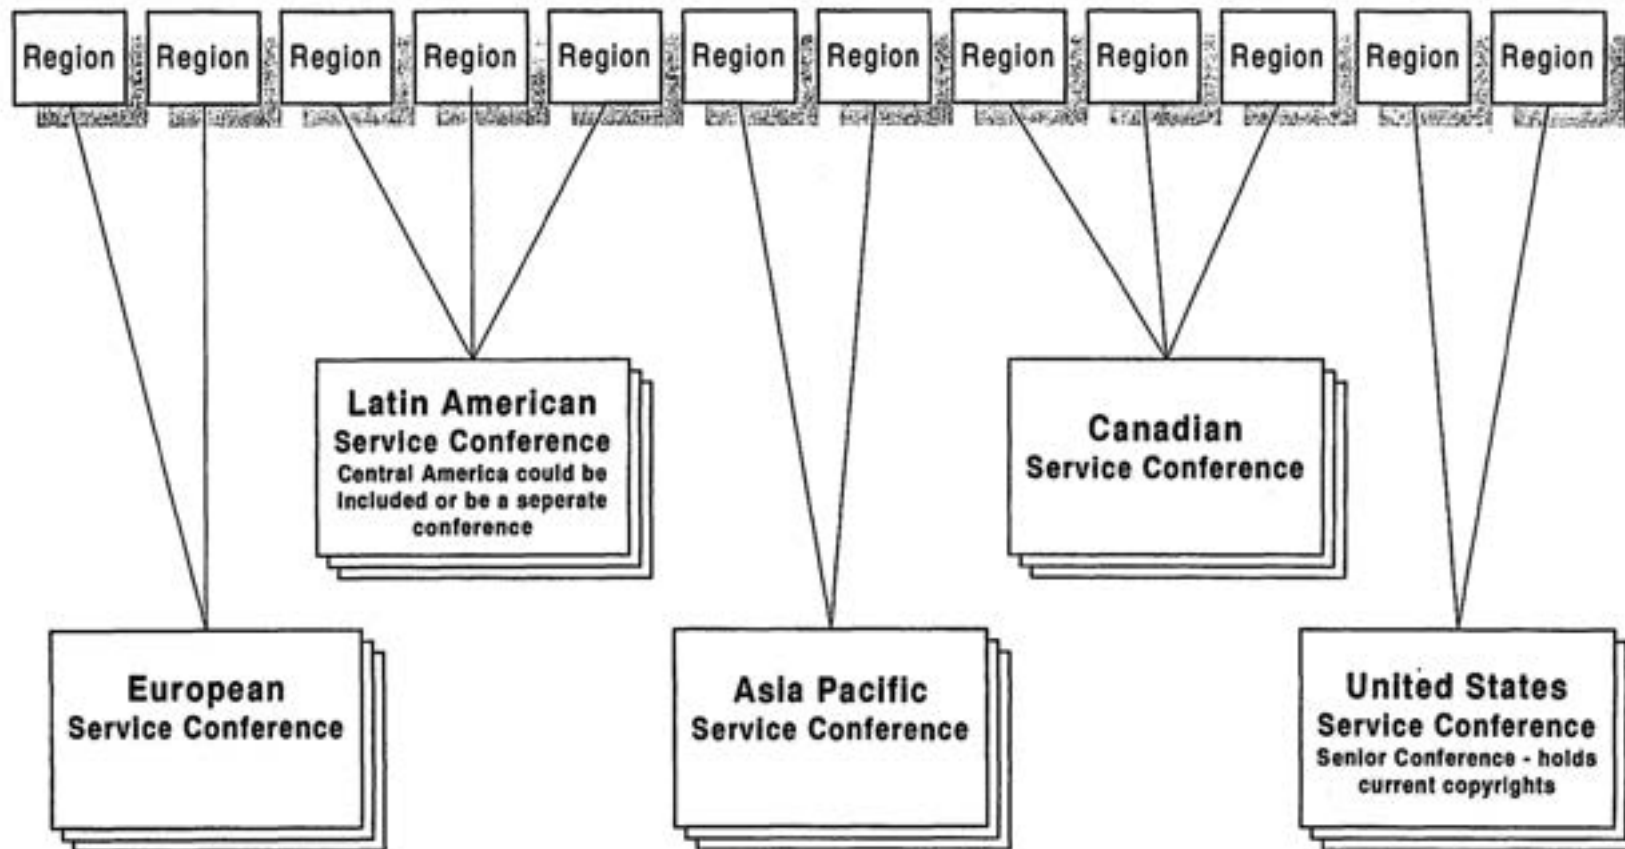 Region Region Region Region Region Region Region Region Region Region Region Region
Latin American
Service Conference
Central America could be
Included or be a seperate
conference
Canadian
Service Conference
European
Service Conference
Asia Pacific
Service Conference
United States
Service Conference
Senior Conference - holds
current copyrights